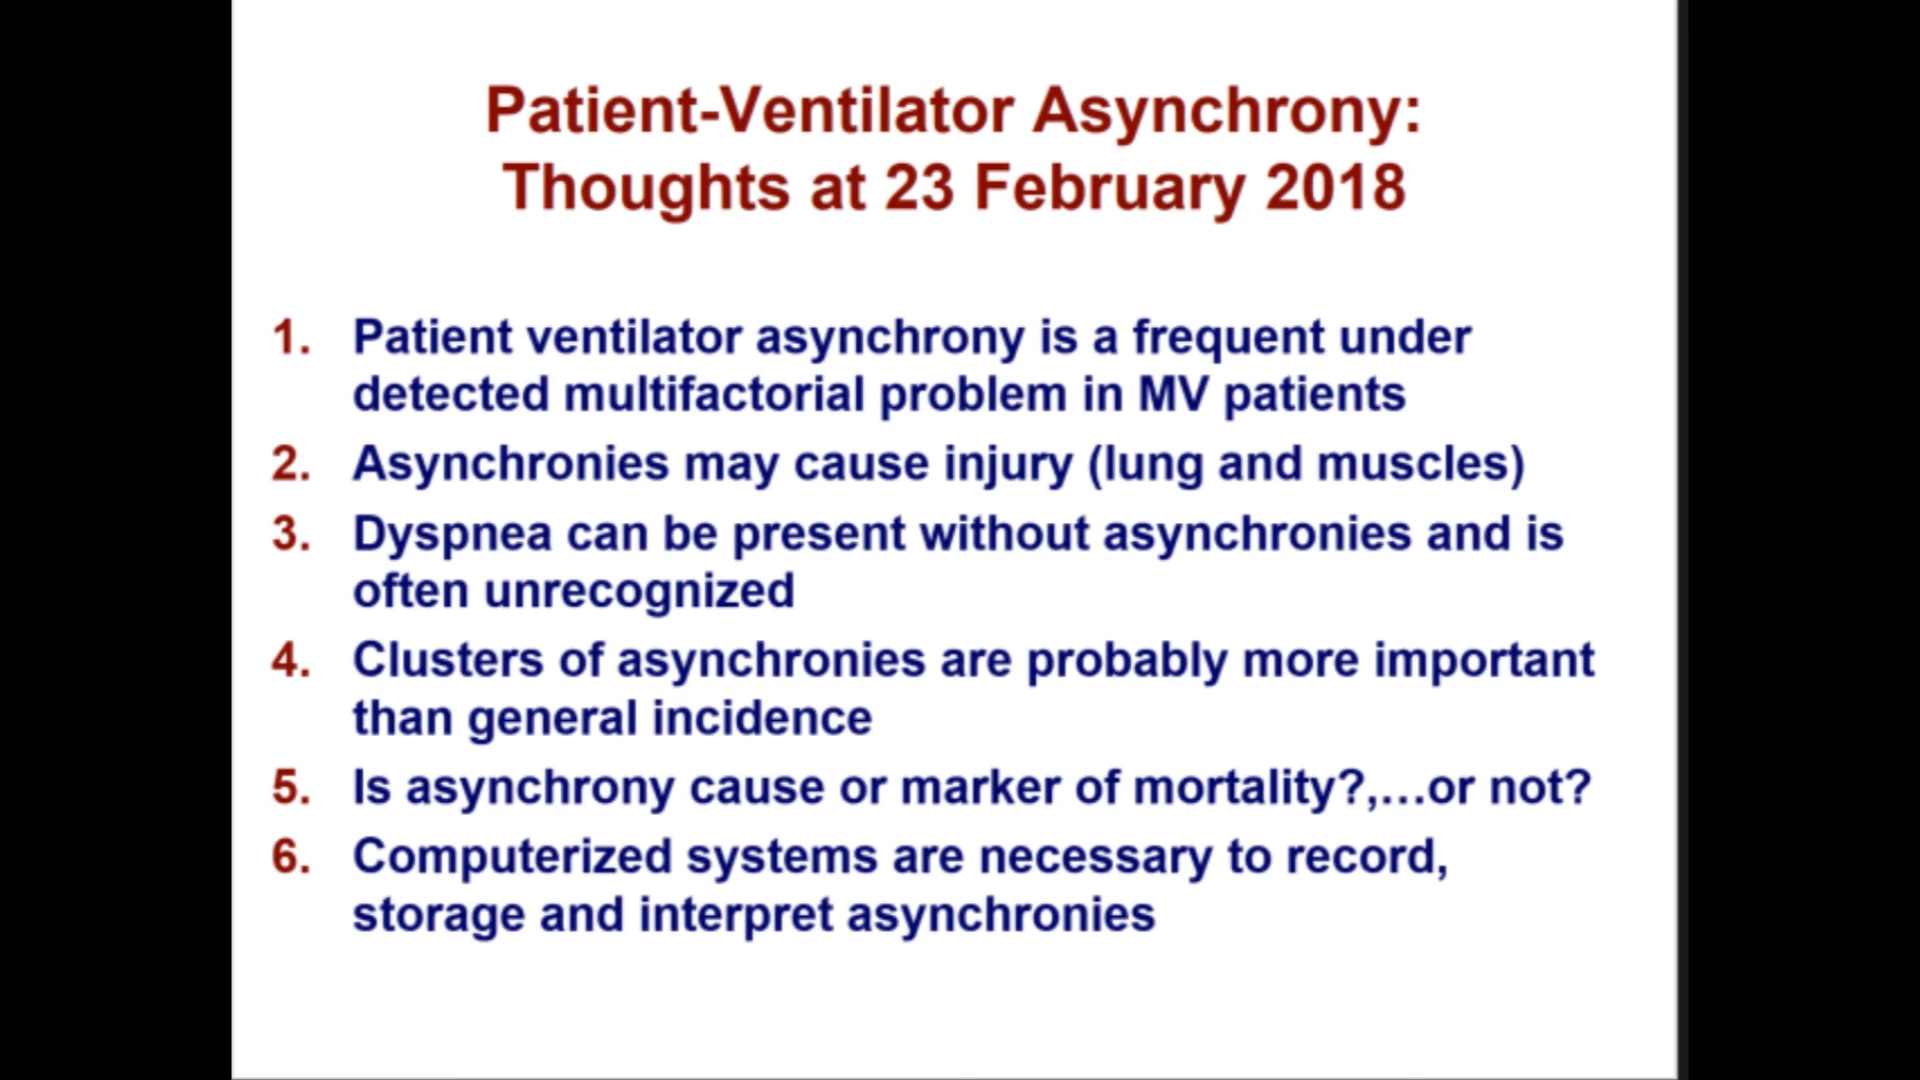 Patient-Ventilator Asynchrony:
Thoughts at 23 February 2018
1. Patient ventilator asynchrony is a frequent under
detected multifactorial problem in MV patients
2. Asynchronies may cause injury (lung and muscles)
3. Dyspnea can be present without asynchronies and is
often unrecognized
4. Clusters of asynchronies are probably more important
than general incidence
5. Is asynchrony cause or marker of mortality?,...or not?
6. Computerized systems are necessary to record,
storage and interpret asynchronies